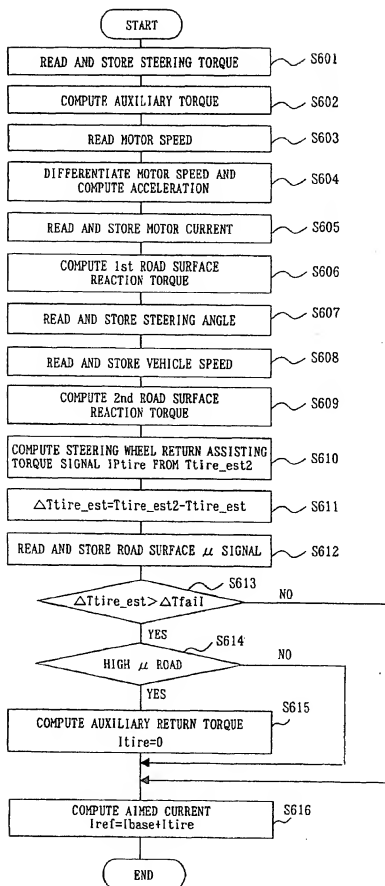 START
READ AND STORE STEERING TORQUE
S601
COMPUTE AUXILIARY TORQUE
S602
READ MOTOR SPEED
S603
DIFFERENTIATE MOTOR SPEED AND
COMPUTE ACCELERATION
S604
READ AND STORE MOTOR CURRENT
S605
COMPUTE 1st ROAD SURFACE
REACTION TORQUE
S606
READ AND STORE STEERING ANGLE
S607
READ AND STORE VEHICLE SPEED
S608
COMPUTE 2nd ROAD SURFACE
REACTION TORQUE
S609
COMPUTE STEERING WHEEL RETURN ASSISTING
TORQUE SIGNAL IPtire FROM Ttire_est2
S610
△Ttire_est=Ttire_est2-Ttire_est
S611
READ AND STORE ROAD SURFACE μ SIGNAL
S612
S613
△Ttire_est>△Tfail
NO
YES
S614
HIGH μ ROAD
NO
YES
S615
COMPUTE AUXILIARY RETURN TORQUE
Itire=0
COMPUTE AIMED CURRENT
Iref=Ibase+Itire
S616
END